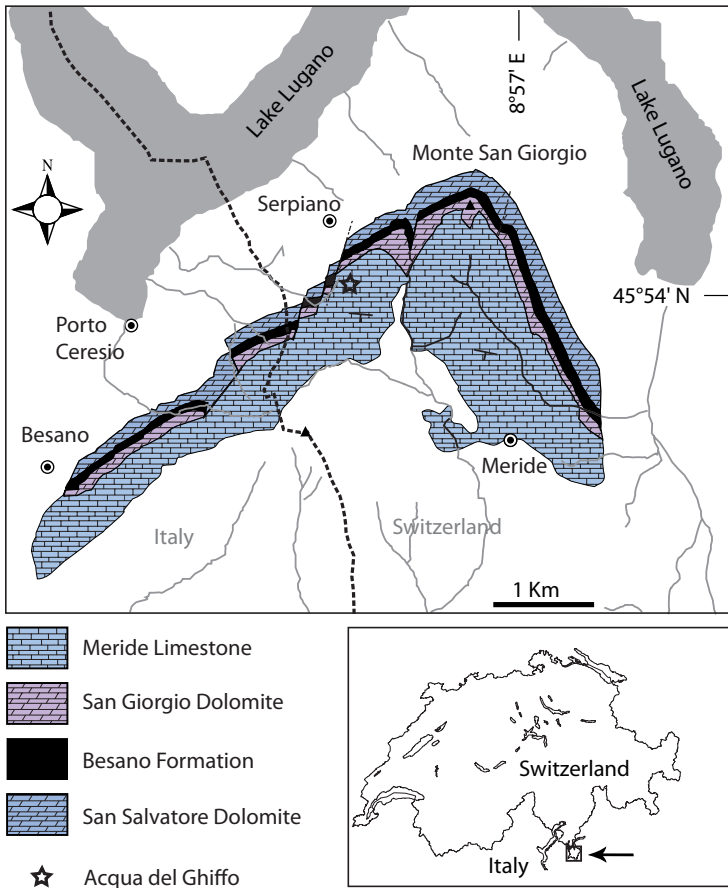 Lake Lugano
8°57' E
Lake Lugano
N
Monte San Giorgio
Serpiano
45°54' N
Porto
Ceresio
Besano
Meride
Italy
Switzerland
1 Km
Meride Limestone
San Giorgio Dolomite
Besano Formation
San Salvatore Dolomite
Acqua del Ghiffo
Switzerland
Italy